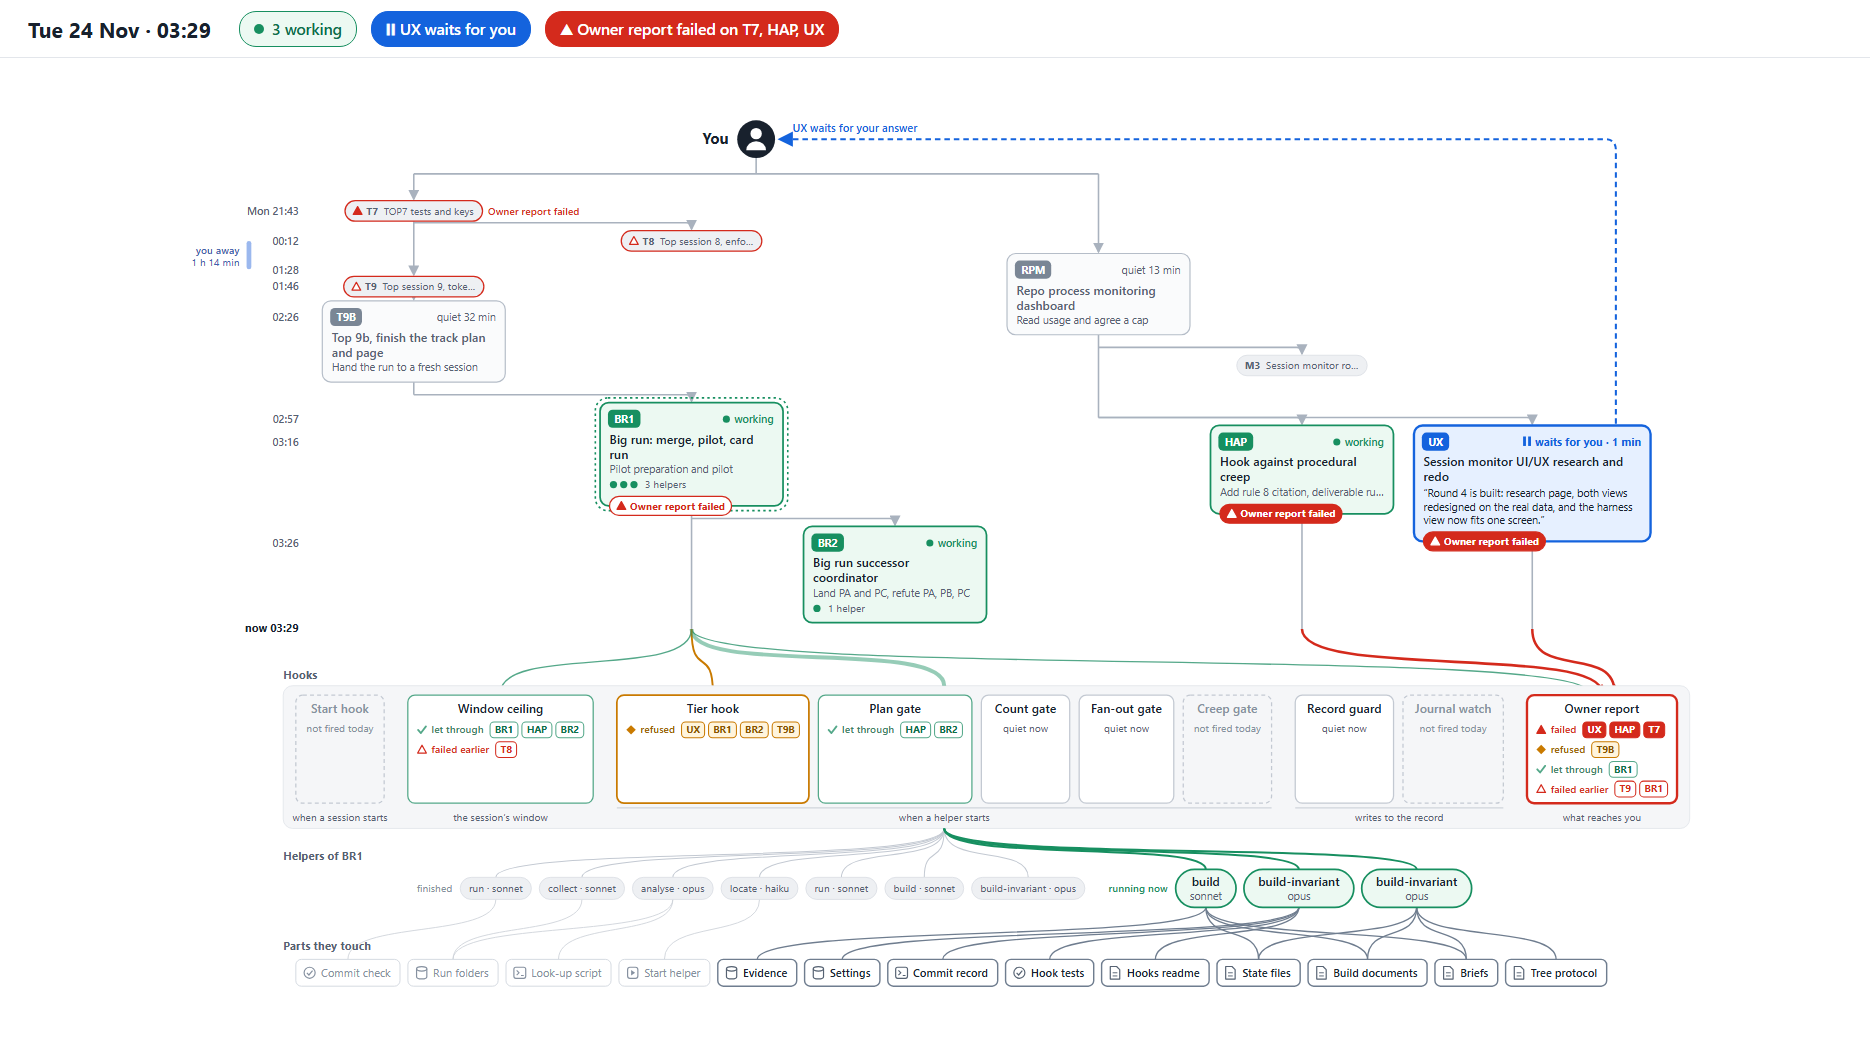 Tue 24 Nov · 03:29
3 working
UX waits for you
Owner report failed on T7, HAP, UX
You
UX waits for your answer
Mon 21:43
T7 TOP7 tests and keys
Owner report failed
00:12
you away
1 h 14 min
T8 Top session 8, enfo...
01:28
01:46
T9 Top session 9, toke...
RPM
quiet 13 min
Repo process monitoring
dashboard
Read usage and agree a cap
02:26
T9B
quiet 32 min
Top 9b, finish the track plan
and page
Hand the run to a fresh session
M3 Session monitor ro...
02:57
BR1
working
Big run: merge, pilot, card
run
Pilot preparation and pilot
3 helpers
Owner report failed
03:16
HAP
working
Hook against procedural
creep
Add rule 8 citation, deliverable ru...
Owner report failed
UX
waits for you · 1 min
Session monitor UI/UX research and
redo
“Round 4 is built: research page, both views
redesigned on the real data, and the harness
view now fits one screen.”
Owner report failed
03:26
BR2
working
Big run successor
coordinator
Land PA and PC, refute PA, PB, PC
1 helper
now 03:29
Hooks
Start hook
not fired today
Window ceiling
let through BR1 HAP BR2
failed earlier T8
Tier hook
refused UX BR1 BR2 T9B
Plan gate
let through HAP BR2
Count gate
quiet now
Fan-out gate
quiet now
Creep gate
not fired today
Record guard
quiet now
Journal watch
not fired today
Owner report
failed UX HAP T7
refused T9B
let through BR1
failed earlier T9 BR1
when a session starts
the session's window
when a helper starts
writes to the record
what reaches you
Helpers of BR1
finished
run · sonnet
collect · sonnet
analyse · opus
locate · haiku
run · sonnet
build · sonnet
build-invariant · opus
running now
build
sonnet
build-invariant
opus
build-invariant
opus
Parts they touch
Commit check
Run folders
Look-up script
Start helper
Evidence
Settings
Commit record
Hook tests
Hooks readme
State files
Build documents
Briefs
Tree protocol